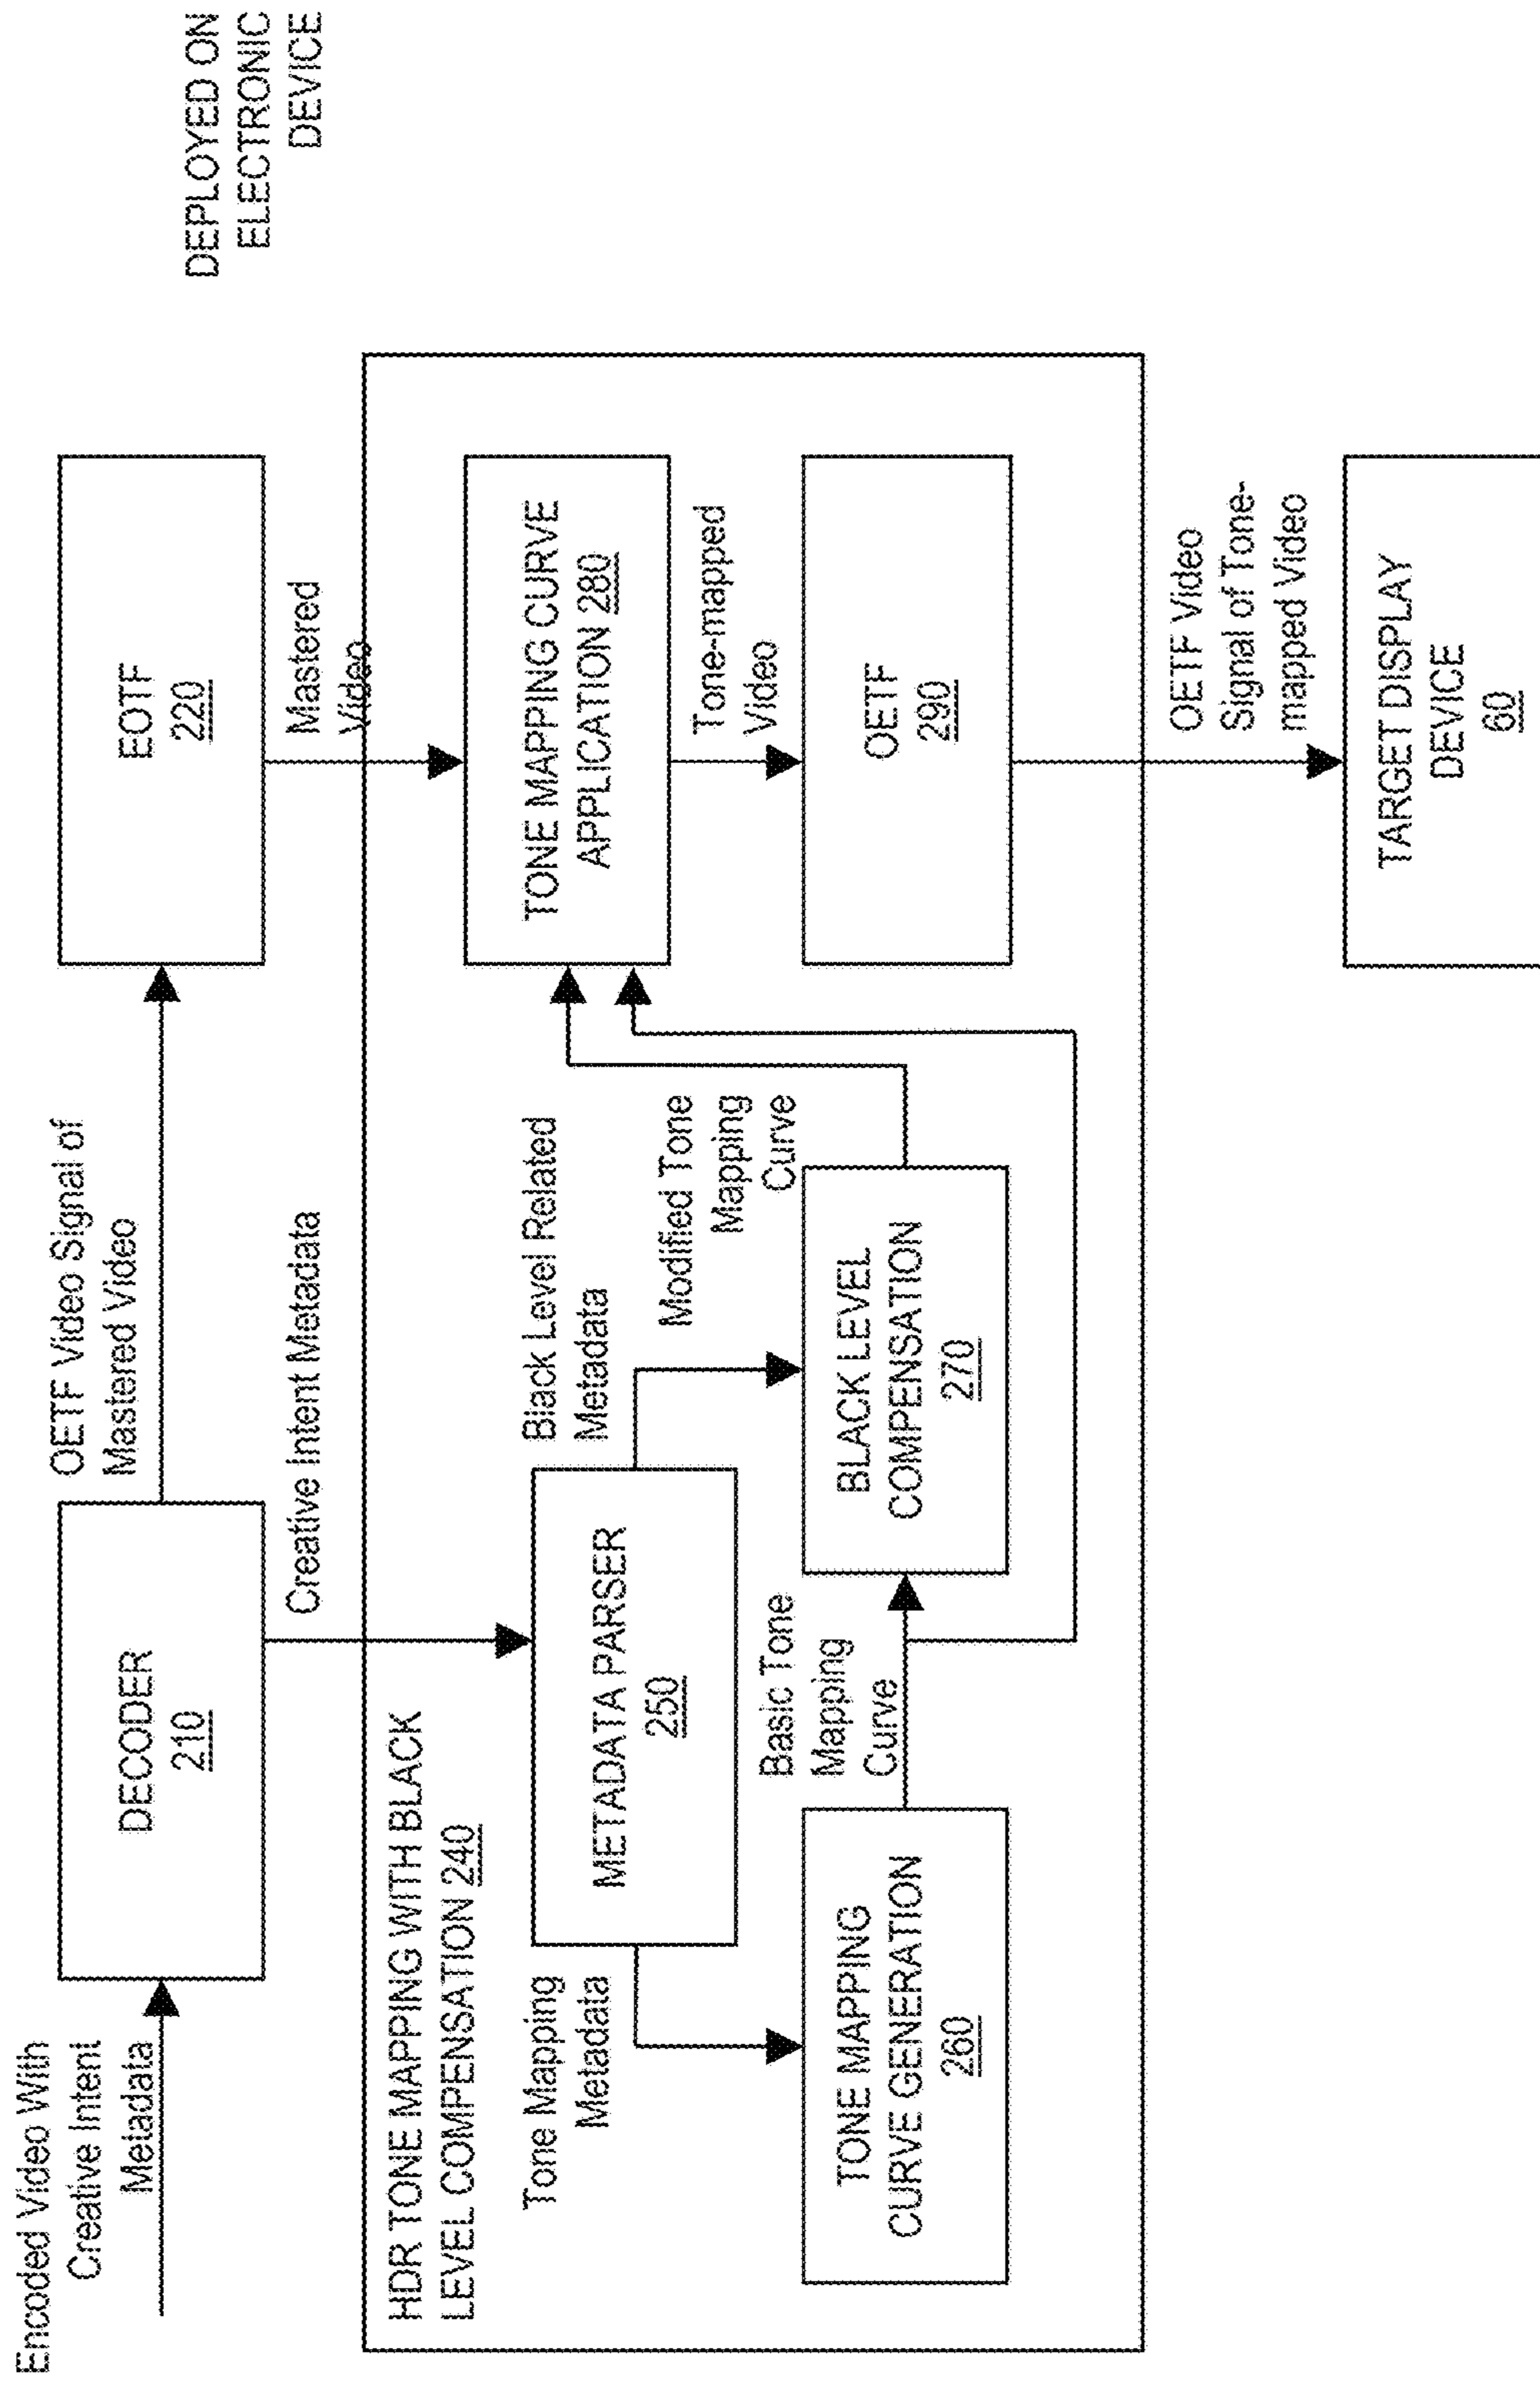 Encoded Video With
Creative Intent
Metadata
DECODER
210
OETF Video Signal of
Mastered Video
EOTF
220
DEPLOYED ON
ELECTRONIC
DEVICE
Creative Intent Metadata
Mastered
Video
HDR TONE MAPPING WITH BLACK
LEVEL COMPENSATION 240
Tone Mapping
Metadata
METADATA PARSER
250
Black Level Related
Metadata
TONE MAPPING CURVE
APPLICATION 280
Modified Tone
Mapping
Curve
Tone-mapped
Video
Basic Tone
Mapping
Curve
TONE MAPPING
CURVE GENERATION
260
BLACK LEVEL
COMPENSATION
270
OETF
290
OETF Video
Signal of Tone-
mapped Video
TARGET DISPLAY
DEVICE
60